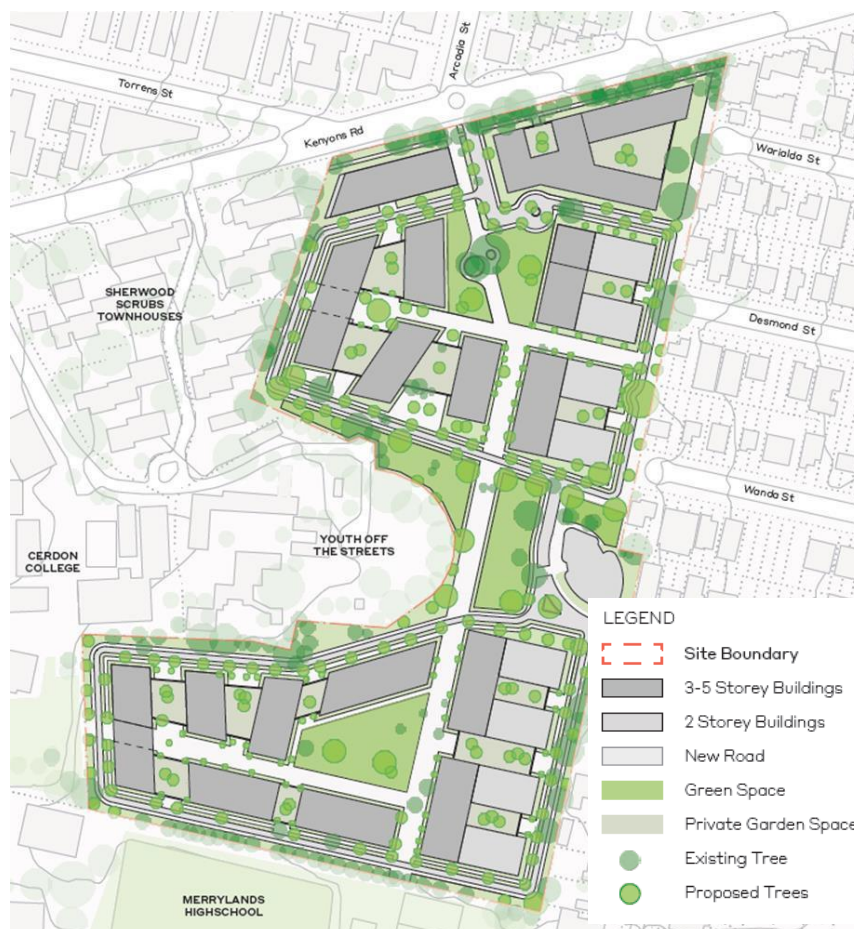 Arcadia St
Torrens St
Kenyons Rd
Warialda St
SHERWOOD
SCRUBS
TOWNHOUSES
Desmond St
Wanda St
YOUTH OFF
THE STREETS
CERDON
COLLEGE
LEGEND
Site Boundary
3-5 Storey Buildings
2 Storey Buildings
New Road
Green Space
Private Garden Space
Existing Tree
Proposed Trees
MERRYLANDS
HIGHSCHOOL